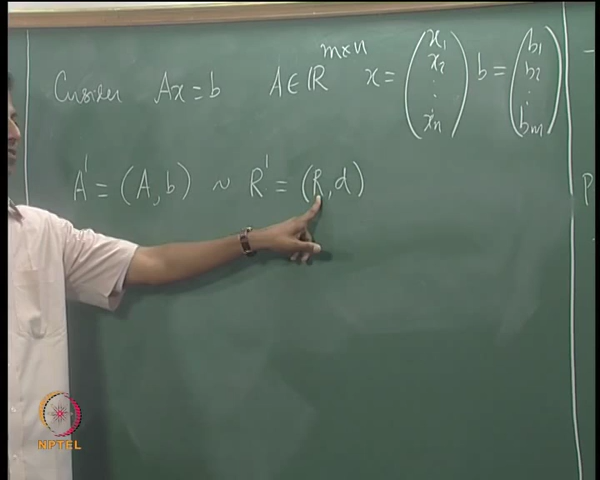 Consider Ax = b A ∈ ℝ^{m×n} x = (x1 x2 . . xn) b = (b1 b2 . . bm)
A' = (A, b) ~ R' = (R, d)
P
NPTEL